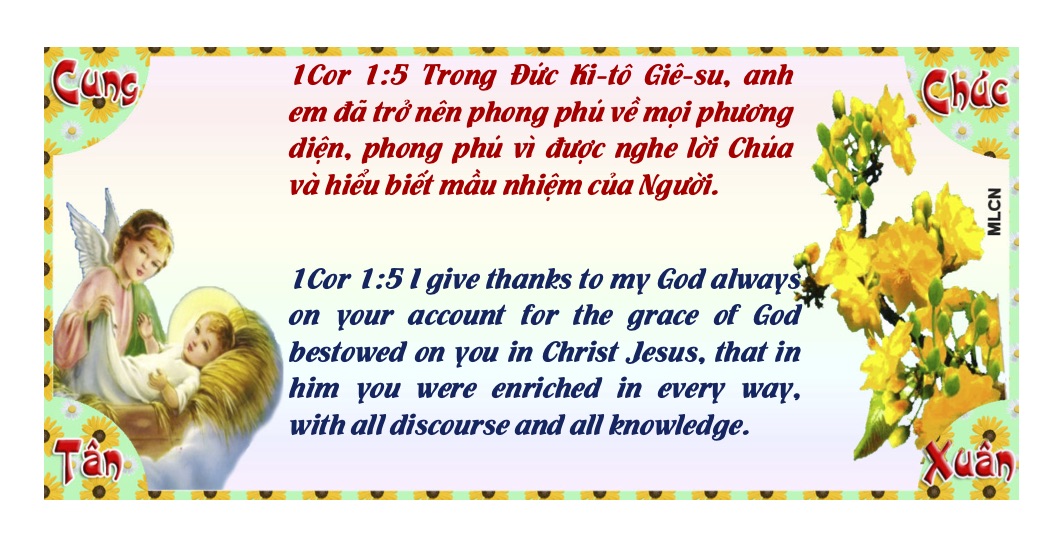 Cung
Chúc
1Cor 1:5 Trong Đức Ki-tô Giê-su, anh
em đã trở nên phong phú về mọi phương
diện, phong phú vì được nghe lời Chúa
và hiểu biết mầu nhiệm của Người.
MLCN
1Cor 1:5 I give thanks to my God always
on your account for the grace of God
bestowed on you in Christ Jesus, that in
him you were enriched in every way,
with all discourse and all knowledge.
Tân
Xuân